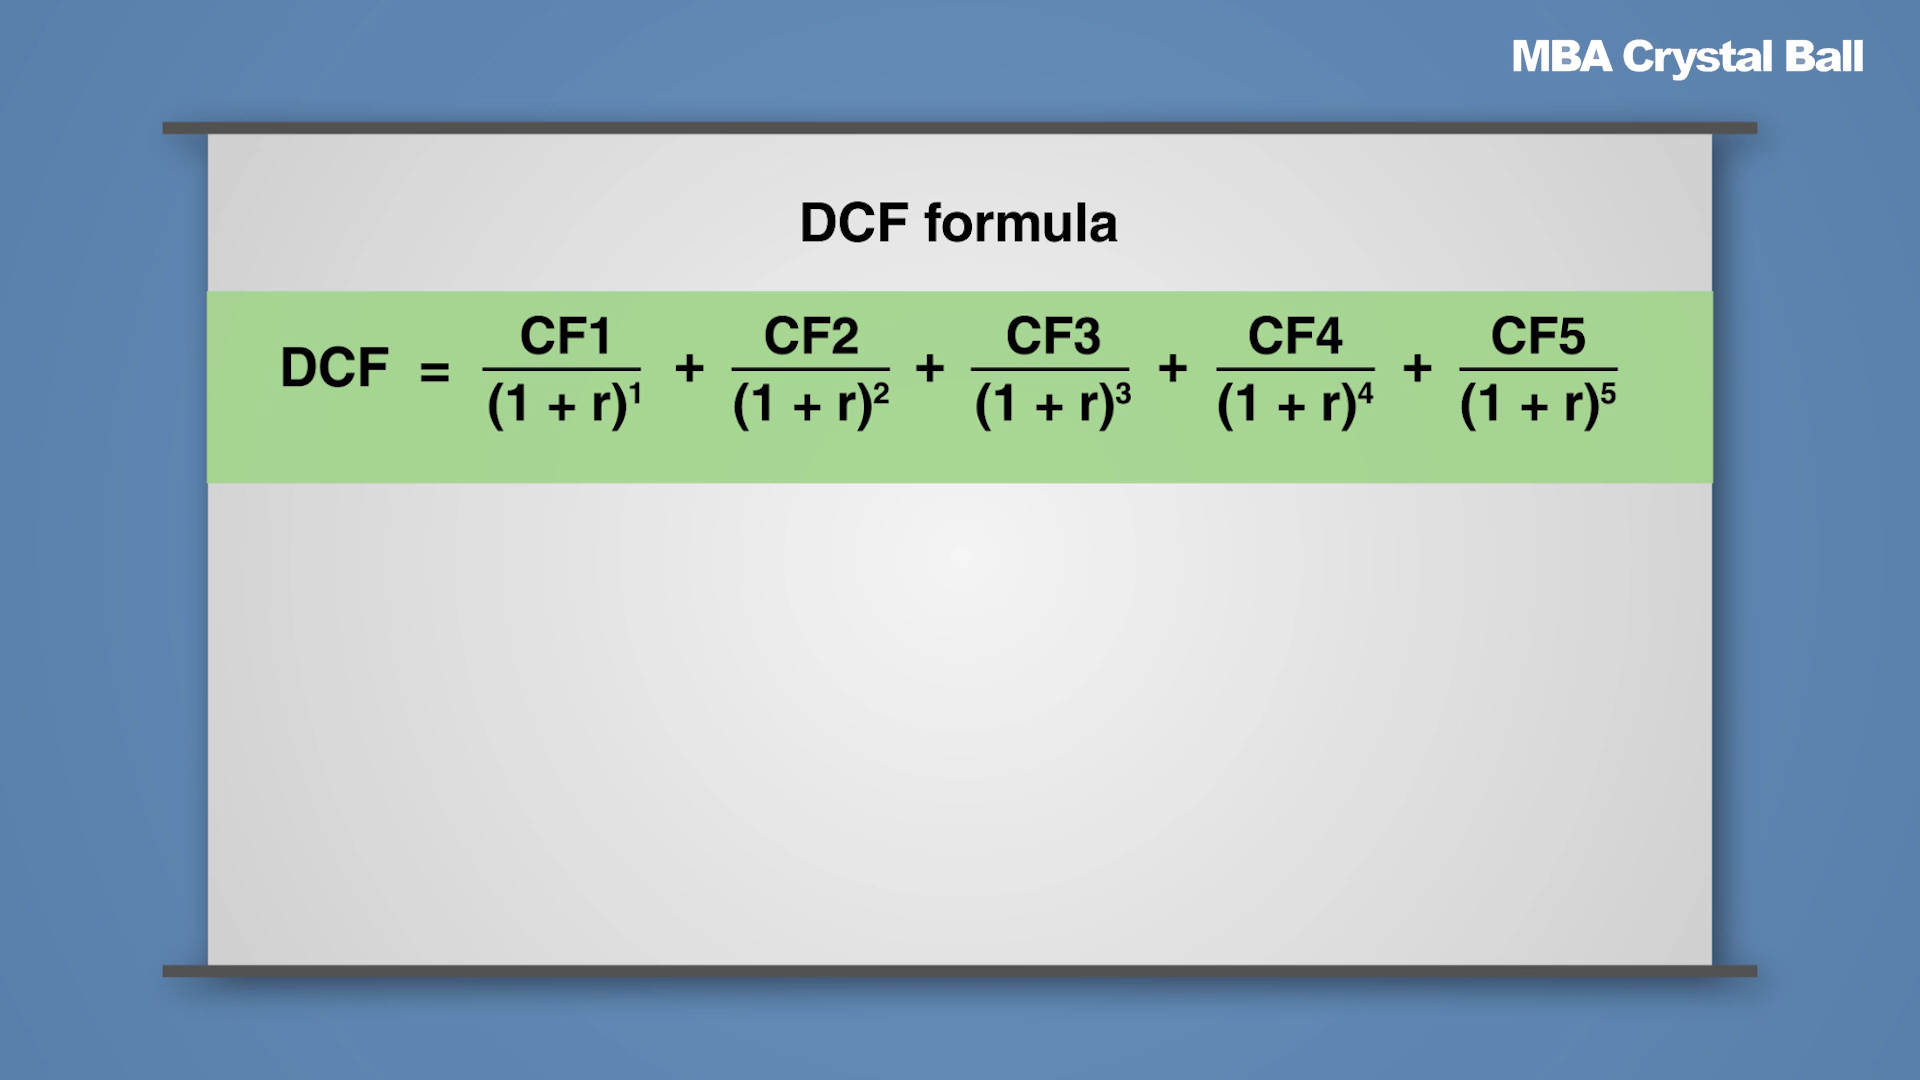 MBA Crystal Ball
DCF formula
DCF = CF1/(1 + r)¹ + CF2/(1 + r)² + CF3/(1 + r)³ + CF4/(1 + r)⁴ + CF5/(1 + r)⁵